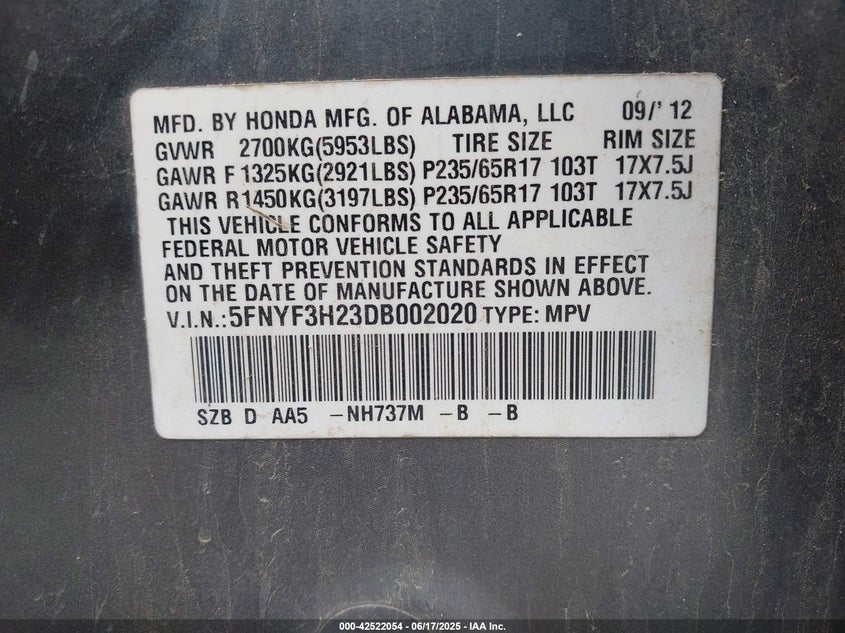 MFD. BY HONDA MFG. OF ALABAMA, LLC 09/' 12
GVWR 2700KG(5953LBS) TIRE SIZE RIM SIZE
GAWR F 1325KG(2921LBS) P235/65R17 103T 17X7.5J
GAWR R1450KG(3197LBS) P235/65R17 103T 17X7.5J
THIS VEHICLE CONFORMS TO ALL APPLICABLE
FEDERAL MOTOR VEHICLE SAFETY
AND THEFT PREVENTION STANDARDS IN EFFECT
ON THE DATE OF MANUFACTURE SHOWN ABOVE.
V.I.N.:5FNYF3H23DB002020 TYPE: MPV
SZB D AA5 -NH737M -B -B
000-42522054 - 06/17/2025 - IAA Inc.